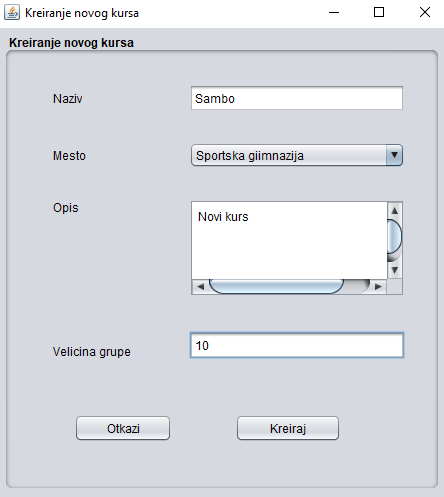 Kreiranje novog kursa
Kreiranje novog kursa
Naziv
Sambo
Mesto
Sportska giimnazija
Opis
Novi kurs
Velicina grupe
10
Otkazi
Kreiraj